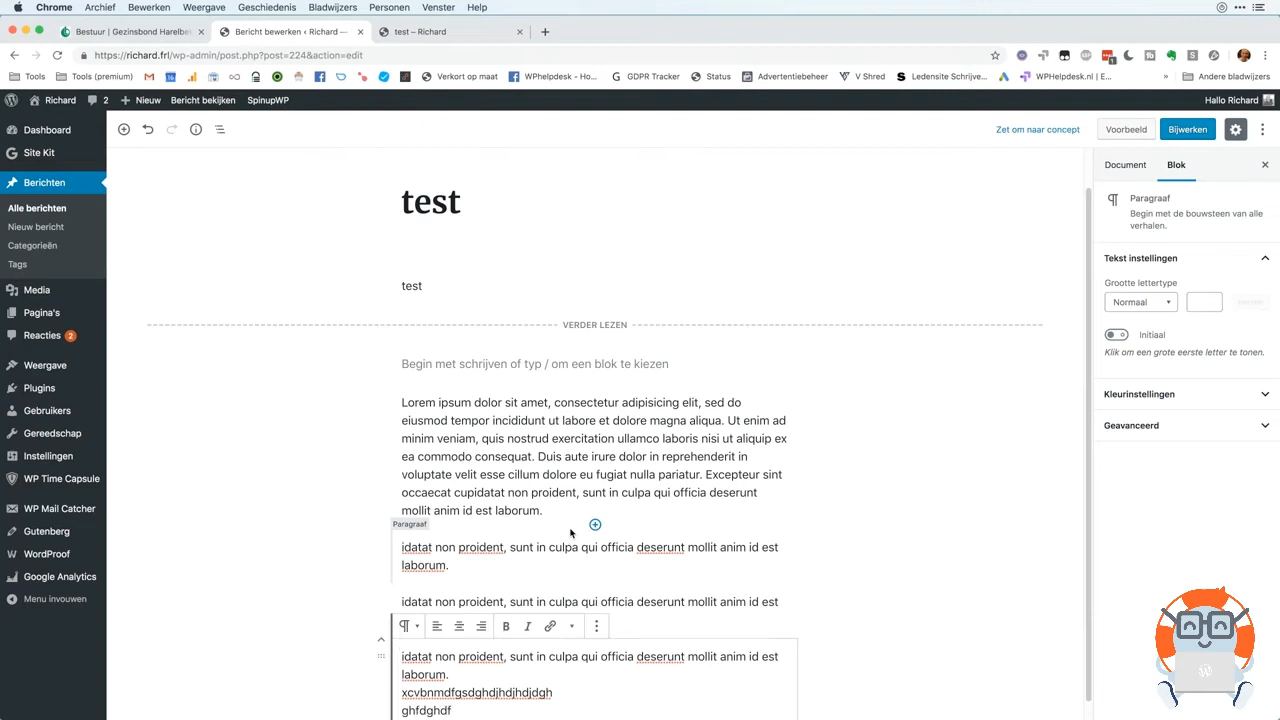 Chrome Archief Bewerken Weergave Geschiedenis Bladwijzers Personen Venster Help
Bestuur | Gezinsbond Harelbe Bericht bewerken ‹ Richard — test – Richard
https://richard.frl/wp-admin/post.php?post=224&action=edit
Tools Tools (premium) Verkort op maat WPhelpdesk - Ho... GDPR Tracker Status Advertentiebeheer V Shred Ledensite Schrijve... WPHelpdesk.nl | E... » Andere bladwijzers
Richard 2 Nieuw Bericht bekijken SpinupWP Hallo Richard
Dashboard
Site Kit
Berichten
Alle berichten
Nieuw bericht
Categorieën
Tags
Media
Pagina's
Reacties 2
Weergave
Plugins
Gebruikers
Gereedschap
Instellingen
WP Time Capsule
WP Mail Catcher
Gutenberg
WordProof
Google Analytics
Menu invouwen
Zet om naar concept Voorbeeld Bijwerken
test
test
VERDER LEZEN
Begin met schrijven of typ / om een blok te kiezen
Lorem ipsum dolor sit amet, consectetur adipisicing elit, sed do
eiusmod tempor incididunt ut labore et dolore magna aliqua. Ut enim ad
minim veniam, quis nostrud exercitation ullamco laboris nisi ut aliquip ex
ea commodo consequat. Duis aute irure dolor in reprehenderit in
voluptate velit esse cillum dolore eu fugiat nulla pariatur. Excepteur sint
occaecat cupidatat non proident, sunt in culpa qui officia deserunt
mollit anim id est laborum.
Paragraaf
idatat non proident, sunt in culpa qui officia deserunt mollit anim id est
laborum.
idatat non proident, sunt in culpa qui officia deserunt mollit anim id est
B I
idatat non proident, sunt in culpa qui officia deserunt mollit anim id est
laborum.
xcvbnmdfgsdghdjhdjhdjdgh
ghfdghdf
Document Blok
Paragraaf
Begin met de bouwsteen van alle
verhalen.
Tekst instellingen
Grootte lettertype
Normaal
Initiaal
Klik om een grote eerste letter te tonen.
Kleurinstellingen
Geavanceerd